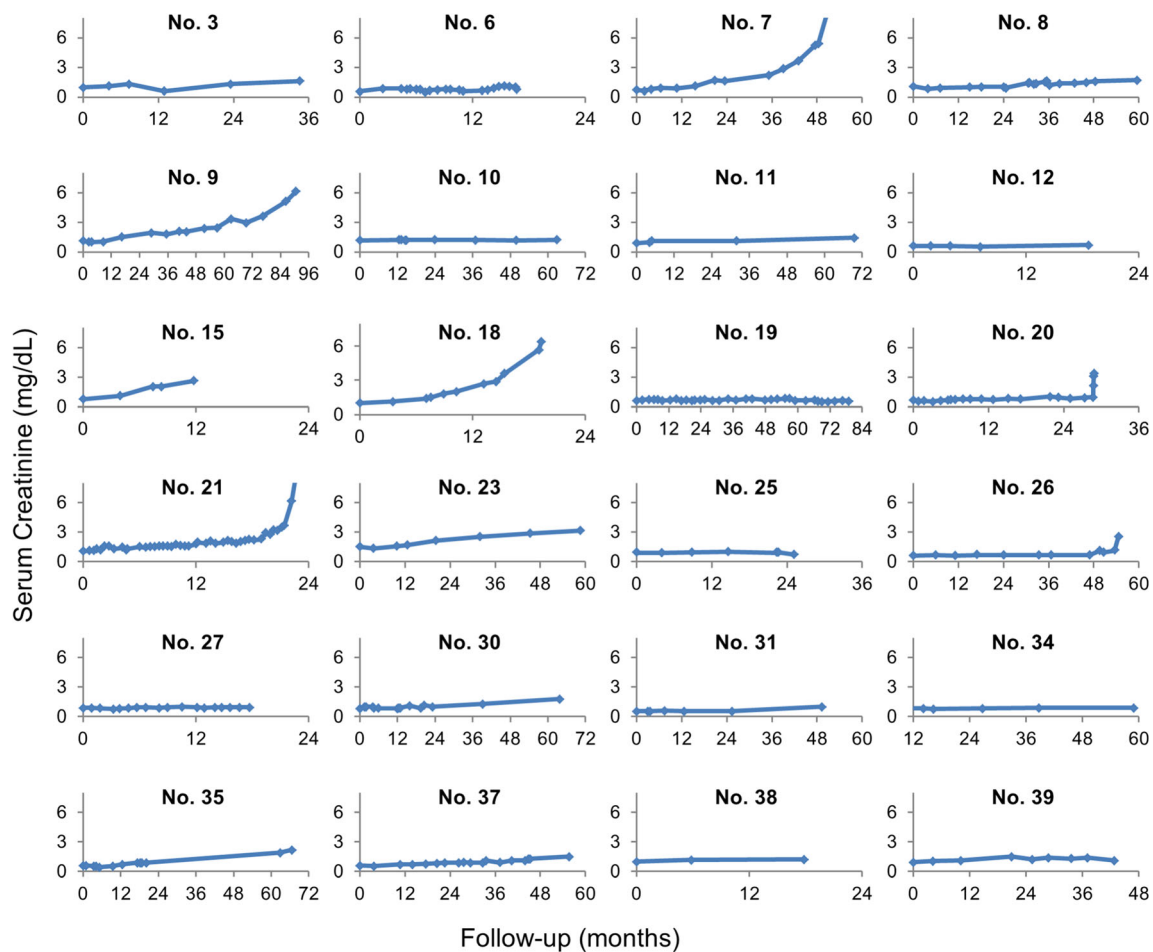 No. 3 No. 6 No. 7 No. 8
6 6 6 6
3 3 3 3
0 0 0 0
0 12 24 36 0 12 24 0 12 24 36 48 60 72 0 12 24 36 48 60
No. 9 No. 10 No. 11 No. 12
6 6 6 6
3 3 3 3
0 0 0 0
0 12 24 36 48 60 72 84 96 0 12 24 36 48 60 72 0 12 24 36 48 60 72 0 12 24
Serum Creatinine (mg/dL)
No. 15 No. 18 No. 19 No. 20
6 6 6 6
3 3 3 3
0 0 0 0
0 12 24 0 12 24 0 12 24 36 48 60 72 84 0 12 24 36
No. 21 No. 23 No. 25 No. 26
6 6 6 6
3 3 3 3
0 0 0 0
0 12 24 0 12 24 36 48 60 0 12 24 36 0 12 24 36 48 60
No. 27 No. 30 No. 31 No. 34
6 6 6 6
3 3 3 3
0 0 0 0
0 12 24 0 12 24 36 48 60 72 0 12 24 36 48 60 12 24 36 48 60
No. 35 No. 37 No. 38 No. 39
6 6 6 6
3 3 3 3
0 0 0 0
0 12 24 36 48 60 72 0 12 24 36 48 60 0 12 24 0 12 24 36 48
Follow-up (months)